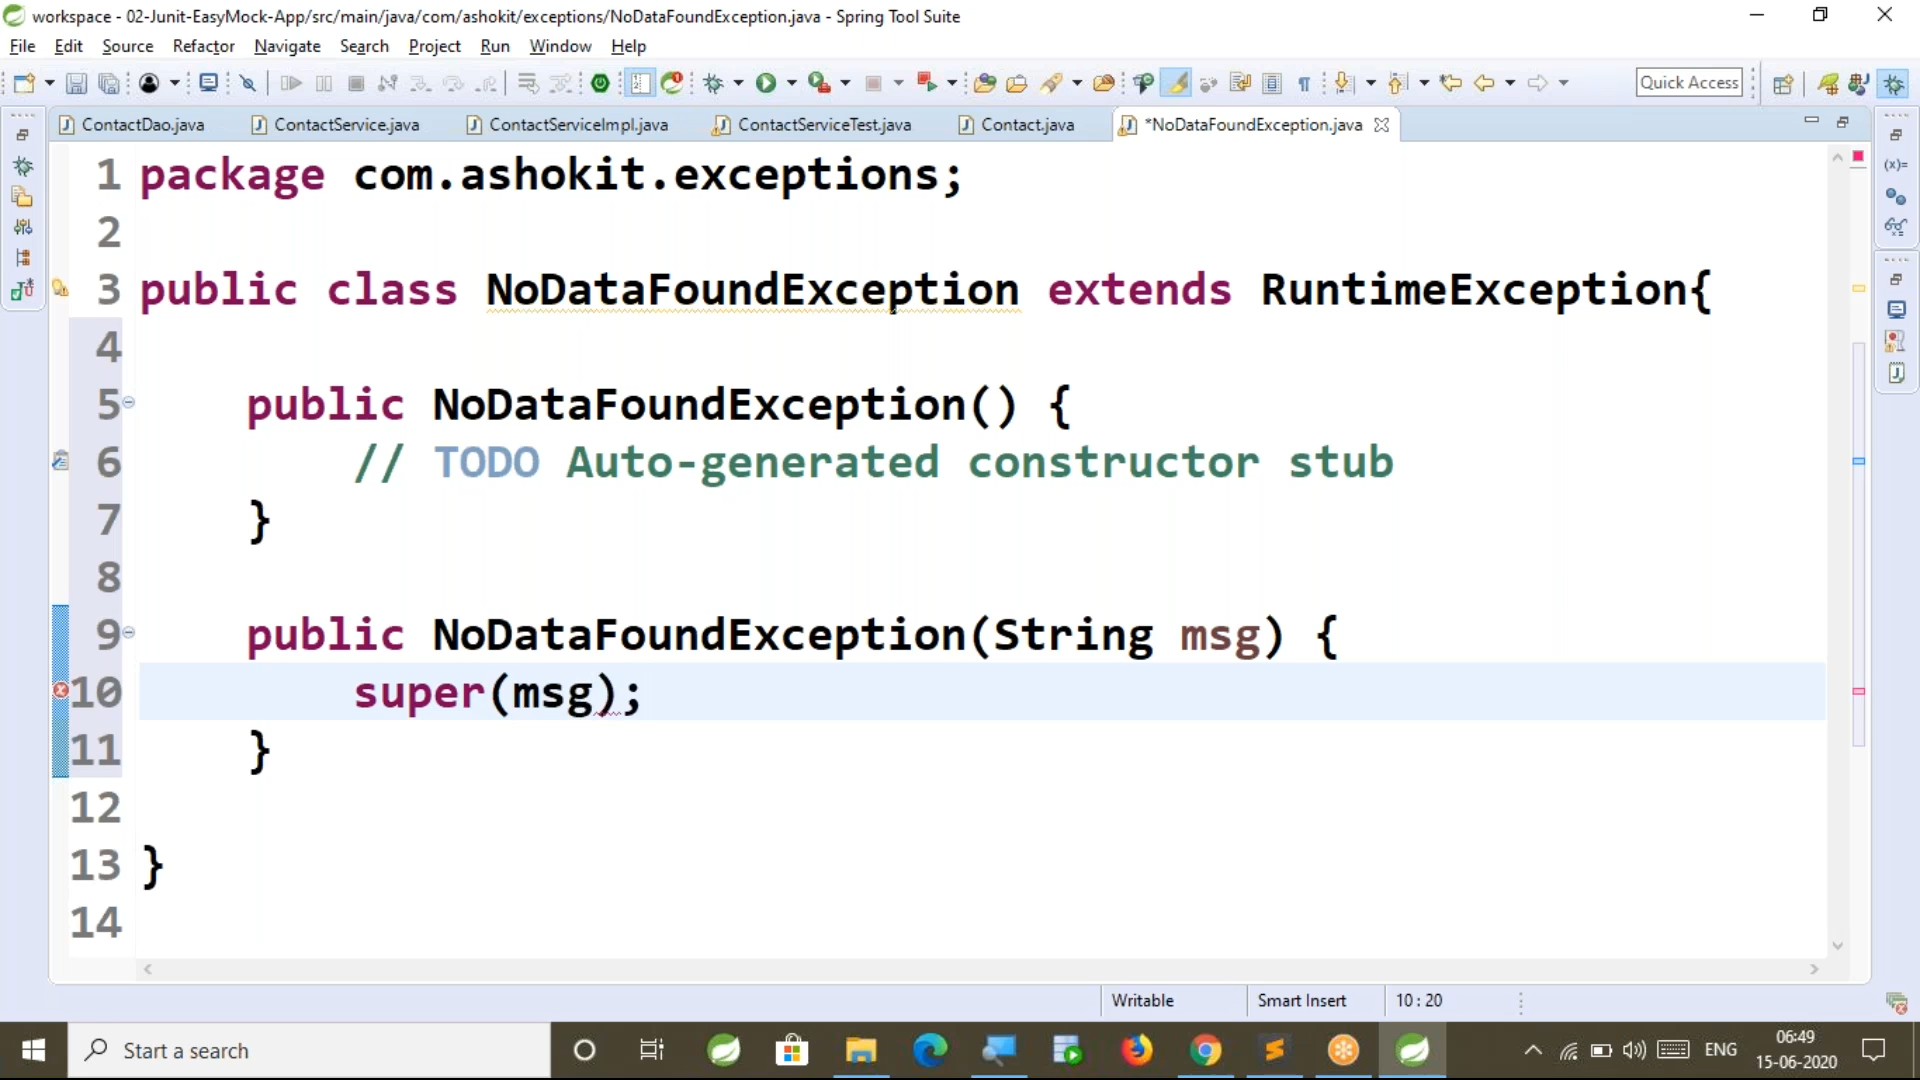 workspace - 02-Junit-EasyMock-App/src/main/java/com/ashokit/exceptions/NoDataFoundException.java - Spring Tool Suite
File Edit Source Refactor Navigate Search Project Run Window Help
Quick Access
ContactDao.java ContactService.java ContactServiceImpl.java ContactServiceTest.java Contact.java *NoDataFoundException.java
1 package com.ashokit.exceptions;
2
3 public class NoDataFoundException extends RuntimeException{
4
5 public NoDataFoundException() {
6 // TODO Auto-generated constructor stub
7 }
8
9 public NoDataFoundException(String msg) {
10 super(msg);
11 }
12
13 }
14
Writable Smart Insert 10 : 20
Start a search
ENG
06:49
15-06-2020